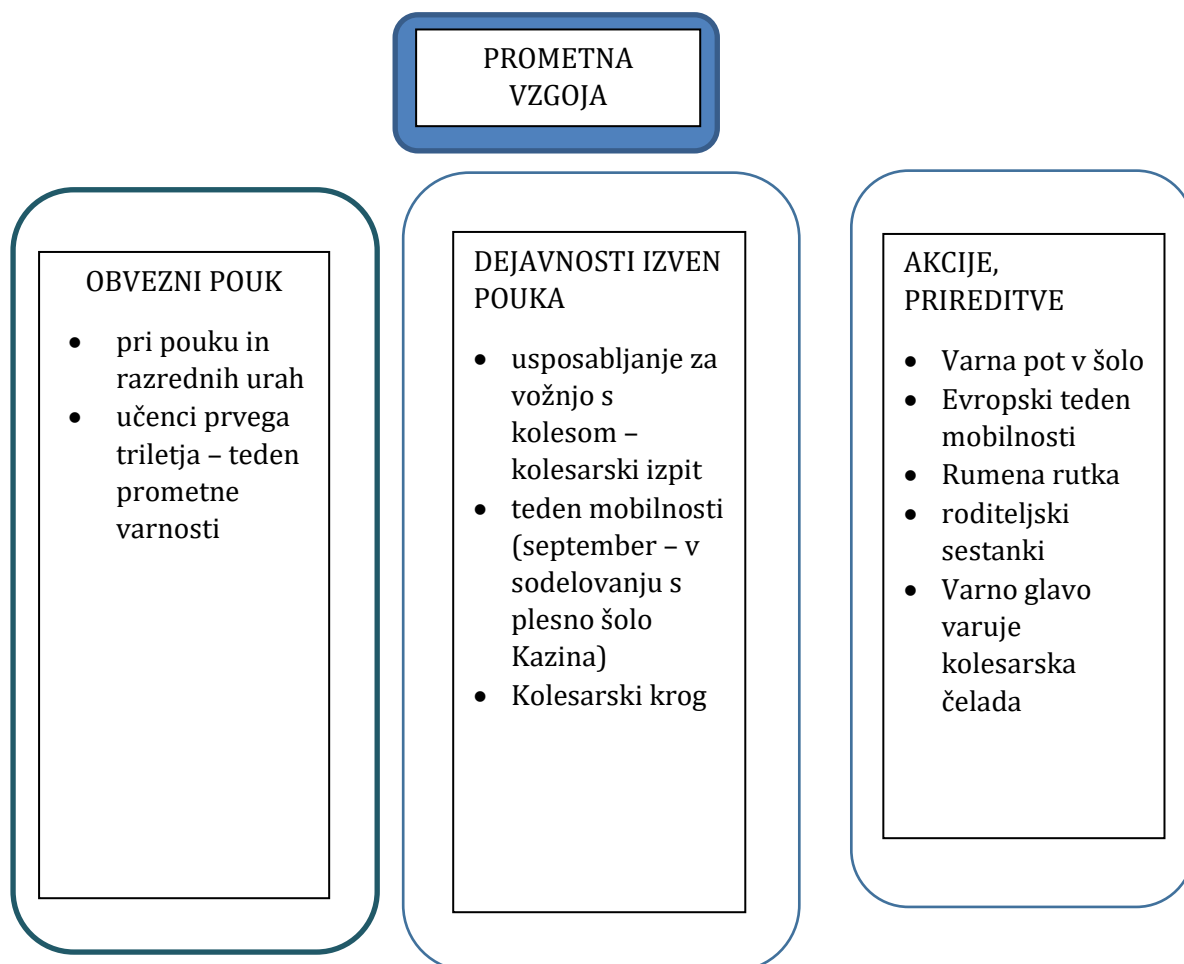 PROMETNA
VZGOJA
OBVEZNI POUK
• pri pouku in
razrednih urah
• učenci prvega
triletja – teden
prometne
varnosti
DEJAVNOSTI IZVEN
POUKA
• usposabljanje za
vožnjo s
kolesom –
kolesarski izpit
• teden mobilnosti
(september – v
sodelovanju s
plesno šolo
Kazina)
• Kolesarski krog
AKCIJE,
PRIREDITVE
• Varna pot v šolo
• Evropski teden
mobilnosti
• Rumena rutka
• roditeljski
sestanki
• Varno glavo
varuje
kolesarska
čelada